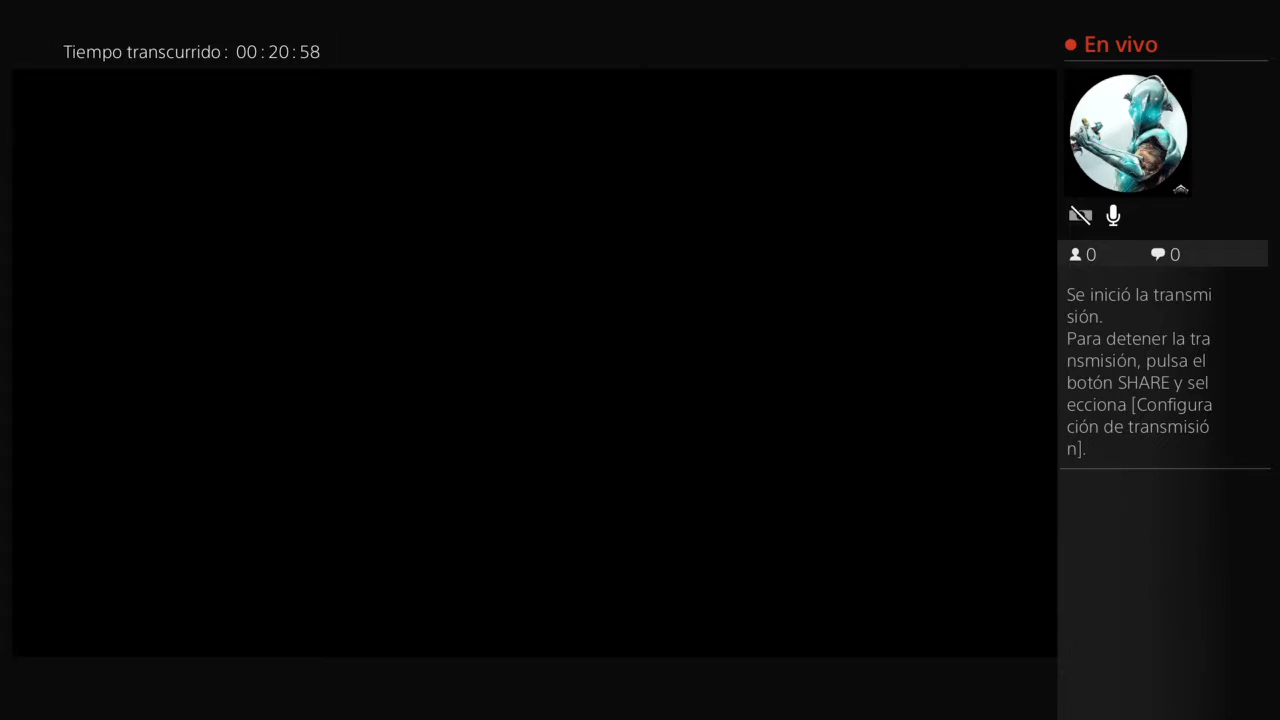 Tiempo transcurrido: 00:20:58
En vivo
0 0
Se inició la transmi
sión.
Para detener la tra
nsmisión, pulsa el
botón SHARE y sel
ecciona [Configura
ción de transmisió
n].